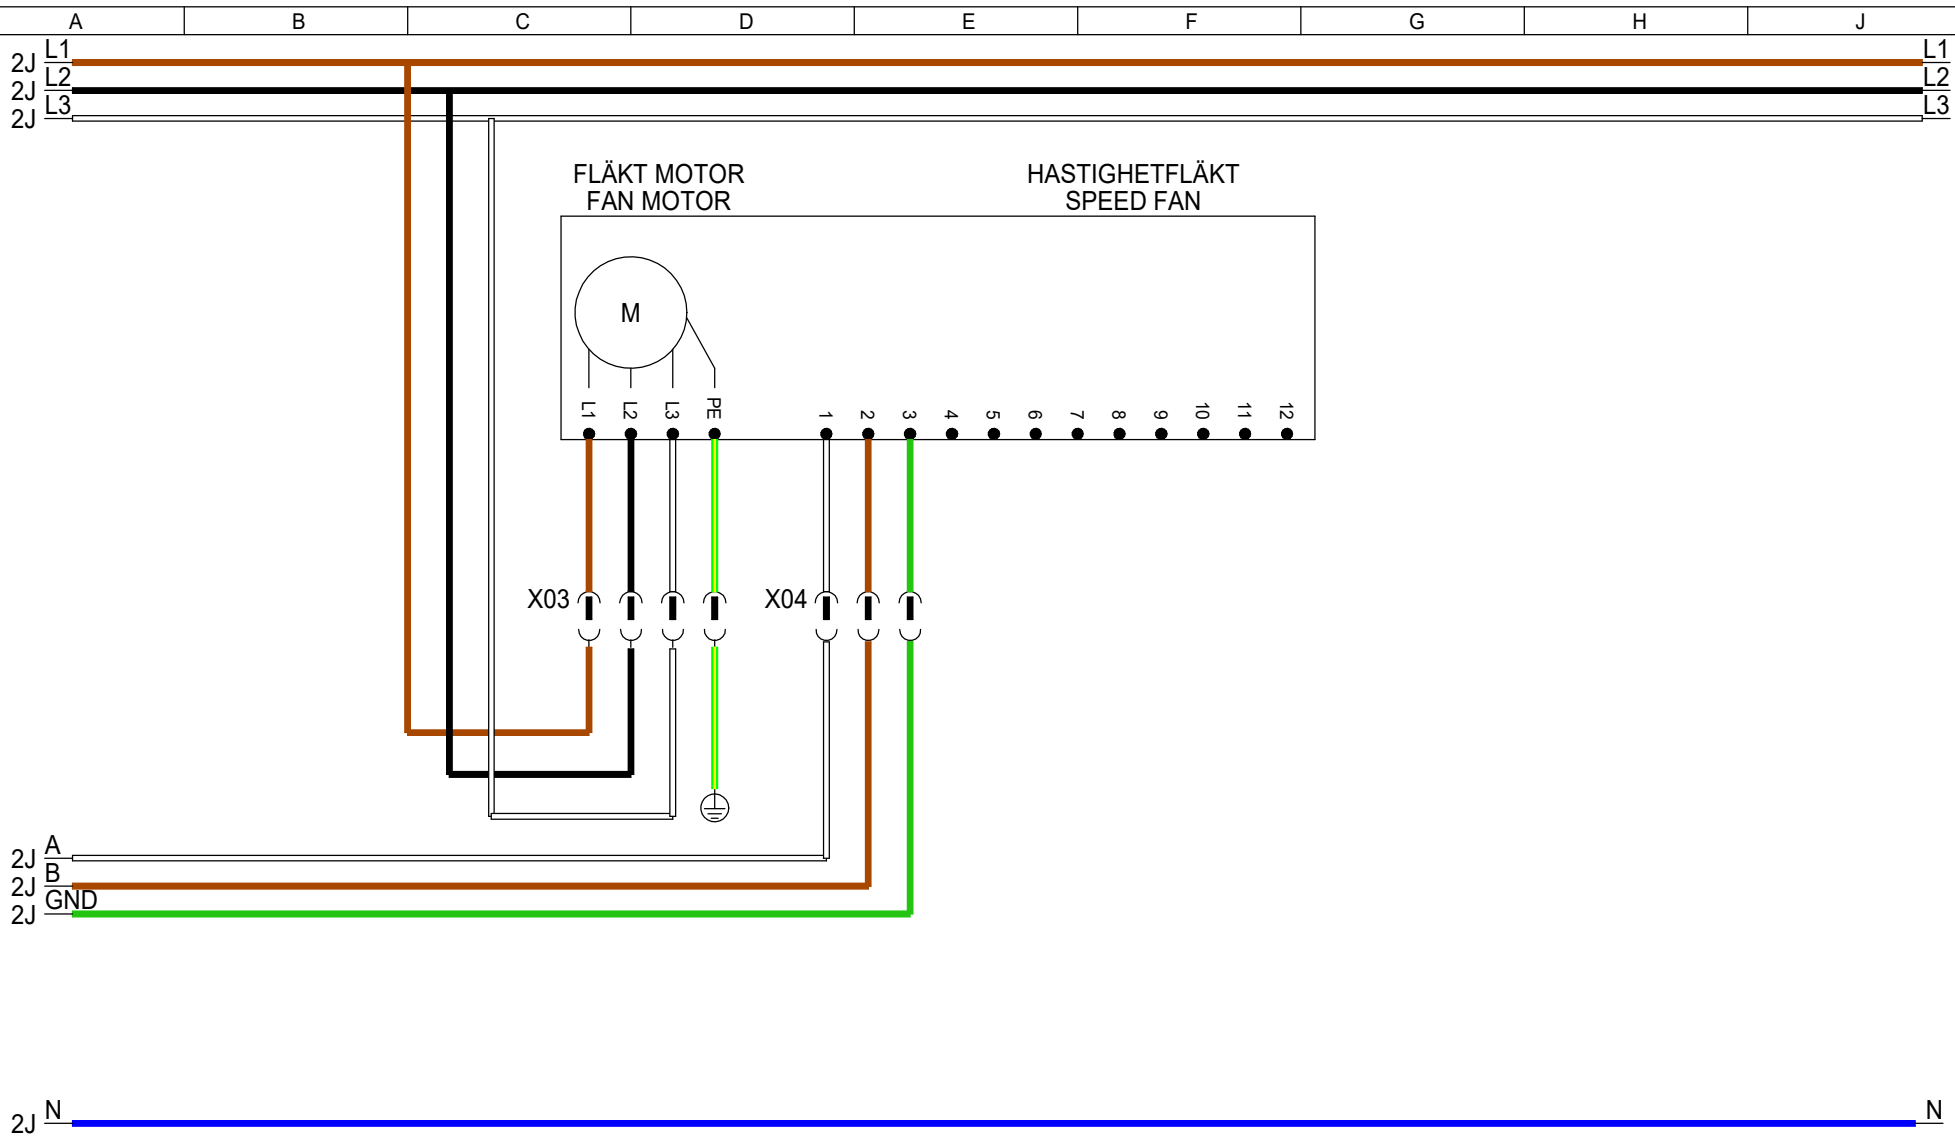 A B C D E F G H J
2J L1 L1
2J L2 L2
2J L3 L3
FLÄKT MOTOR HASTIGHETFLÄKT
FAN MOTOR SPEED FAN
M
L1 L2 L3 PE 1 2 3 4 5 6 7 8 9 10 11 12
X03 X04
2J A
2J B
2J GND
2J N N